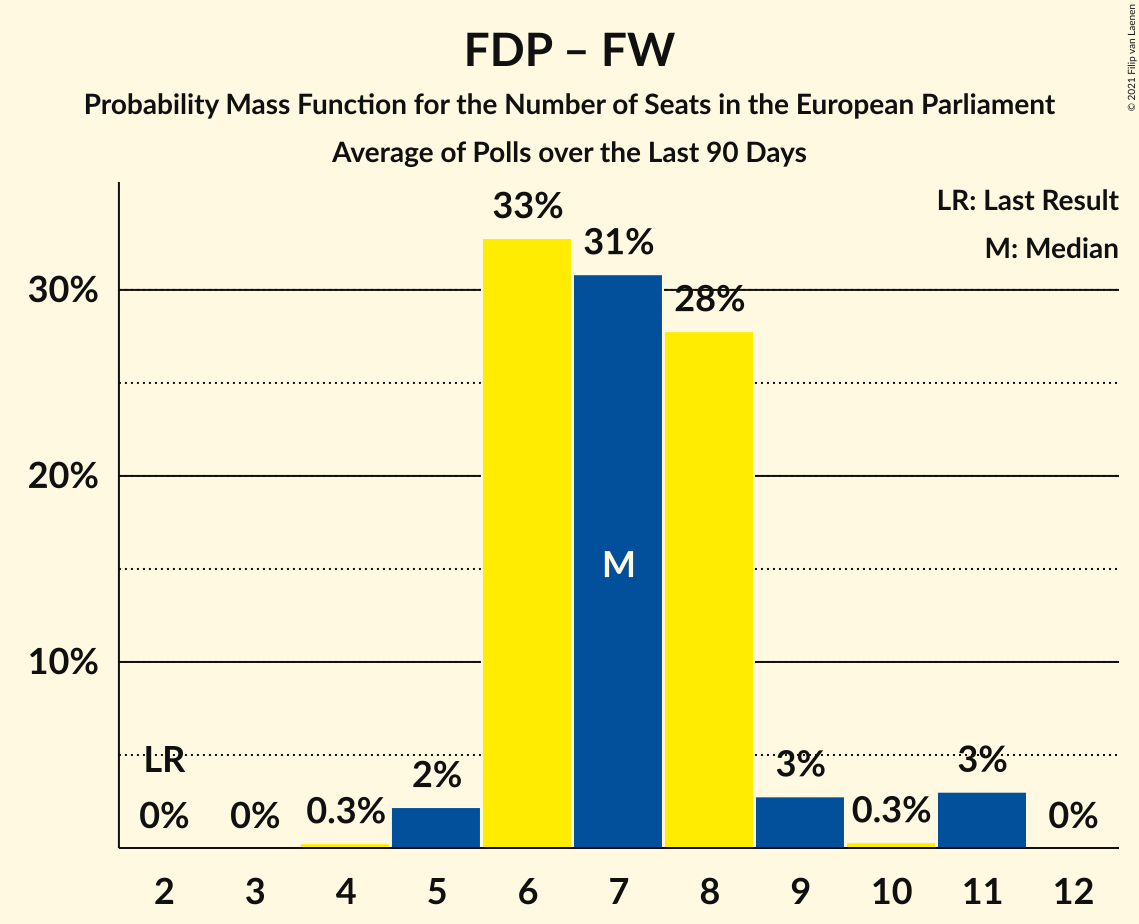 FDP – FW
Probability Mass Function for the Number of Seats in the European Parliament
Average of Polls over the Last 90 Days
© 2021 Filip van Laenen
LR: Last Result
M: Median
30%
20%
10%
LR
0%
0%
0.3%
2%
33%
31%
M
28%
3%
0.3%
3%
0%
2 3 4 5 6 7 8 9 10 11 12